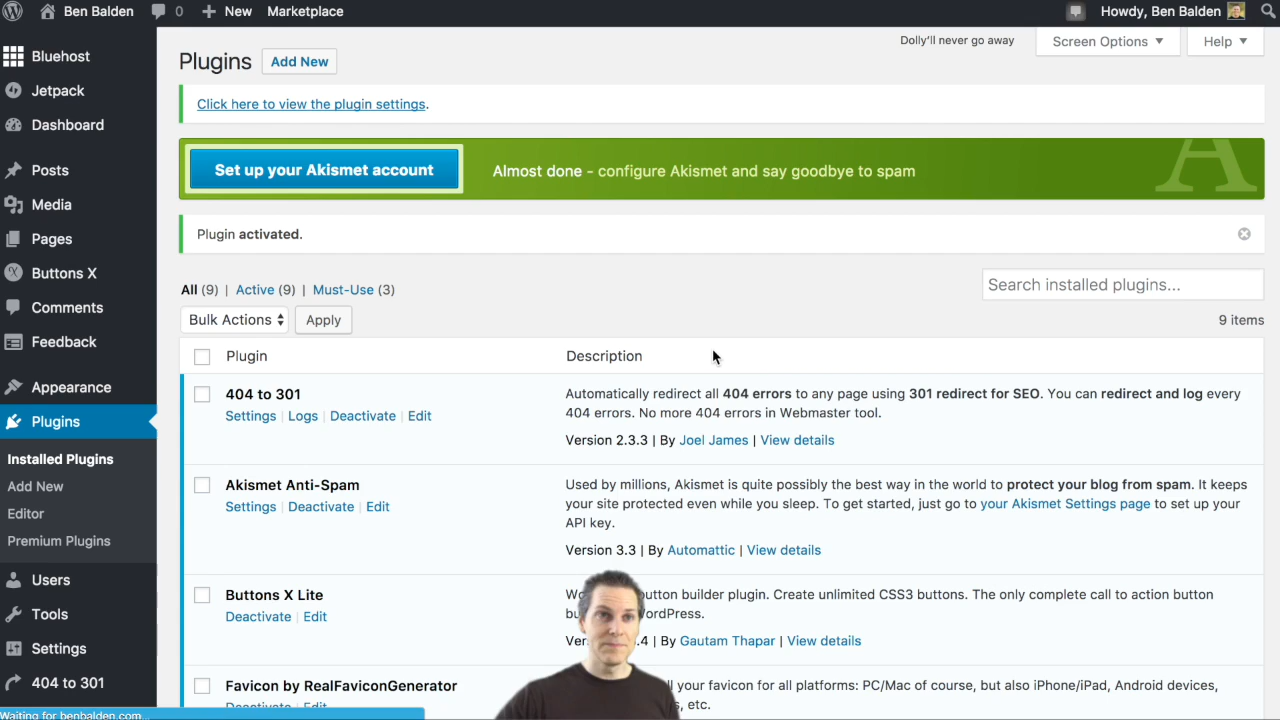 Ben Balden 0 New Marketplace Howdy, Ben Balden
Bluehost
Jetpack
Dashboard
Posts
Media
Pages
Buttons X
Comments
Feedback
Appearance
Plugins
Installed Plugins
Add New
Editor
Premium Plugins
Users
Tools
Settings
404 to 301
Waiting for benbalden.com...
Dolly'll never go away Screen Options Help
Plugins Add New
Click here to view the plugin settings.
Set up your Akismet account Almost done - configure Akismet and say goodbye to spam
Plugin activated.
All (9) | Active (9) | Must-Use (3) Search installed plugins...
Bulk Actions Apply 9 items
Plugin Description
404 to 301
Settings | Logs | Deactivate | Edit
Automatically redirect all 404 errors to any page using 301 redirect for SEO. You can redirect and log every
404 errors. No more 404 errors in Webmaster tool.
Version 2.3.3 | By Joel James | View details
Akismet Anti-Spam
Settings | Deactivate | Edit
Used by millions, Akismet is quite possibly the best way in the world to protect your blog from spam. It keeps
your site protected even while you sleep. To get started, just go to your Akismet Settings page to set up your
API key.
Version 3.3 | By Automattic | View details
Buttons X Lite
Deactivate | Edit
button builder plugin. Create unlimited CSS3 buttons. The only complete call to action button
.4 | By Gautam Thapar | View details
Favicon by RealFaviconGenerator
Deactivate | Edit
your favicon for all platforms: PC/Mac of course, but also iPhone/iPad, Android devices,
etc.